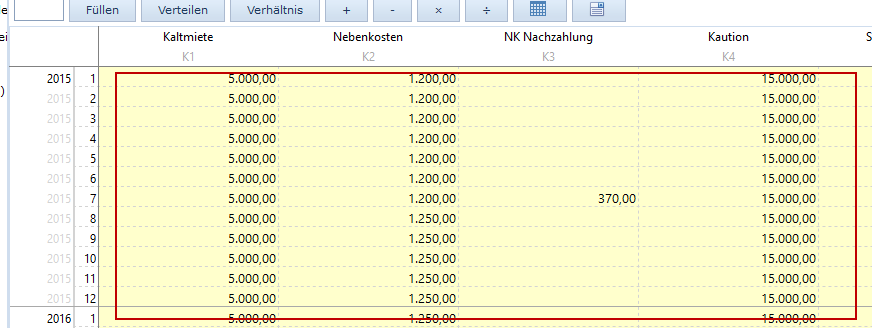 le Füllen Verteilen Verhältnis + - × ÷
ei Kaltmiete Nebenkosten NK Nachzahlung Kaution S
K1 K2 K3 K4
2015 1 5.000,00 1.200,00 15.000,00
) 2015 2 5.000,00 1.200,00 15.000,00
2015 3 5.000,00 1.200,00 15.000,00
2015 4 5.000,00 1.200,00 15.000,00
2015 5 5.000,00 1.200,00 15.000,00
2015 6 5.000,00 1.200,00 15.000,00
2015 7 5.000,00 1.200,00 370,00 15.000,00
2015 8 5.000,00 1.250,00 15.000,00
2015 9 5.000,00 1.250,00 15.000,00
2015 10 5.000,00 1.250,00 15.000,00
2015 11 5.000,00 1.250,00 15.000,00
2015 12 5.000,00 1.250,00 15.000,00
2016 1 5.000,00 1.250,00 15.000,00